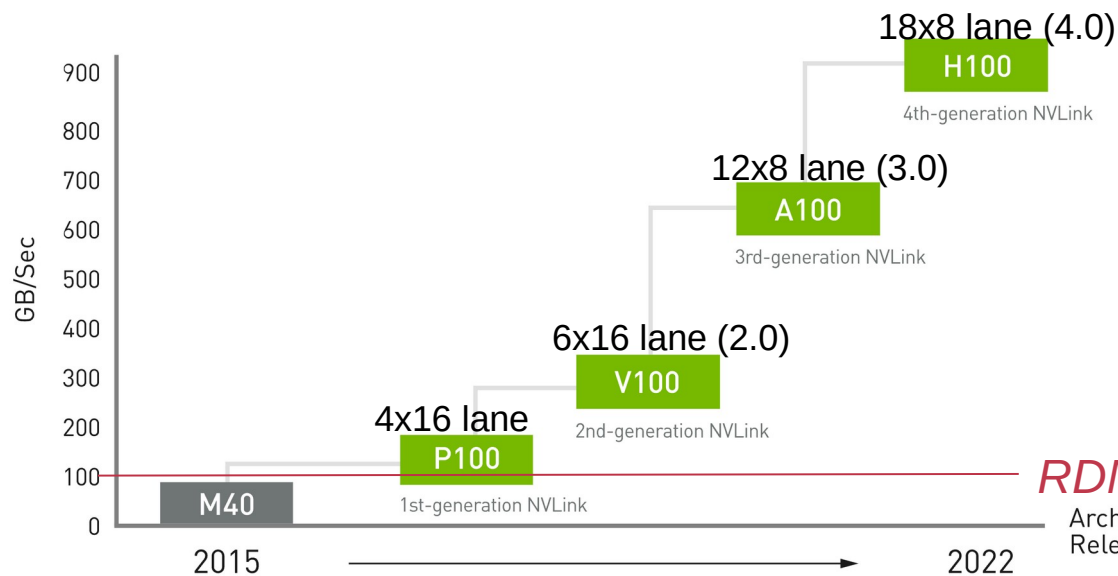 18x8 lane (4.0)
H100
4th-generation NVLink
12x8 lane (3.0)
A100
3rd-generation NVLink
6x16 lane (2.0)
V100
2nd-generation NVLink
4x16 lane
P100
1st-generation NVLink
M40
GB/Sec
900
800
700
600
500
400
300
200
100
0
2015
2022